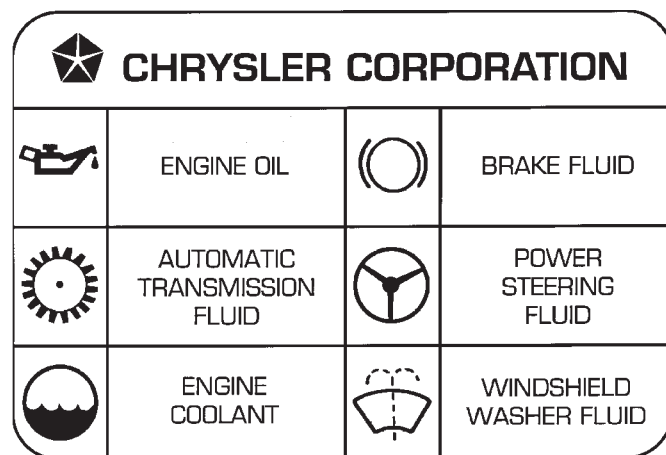 CHRYSLER CORPORATION
ENGINE OIL
BRAKE FLUID
AUTOMATIC
TRANSMISSION
FLUID
POWER
STEERING
FLUID
ENGINE
COOLANT
WINDSHIELD
WASHER FLUID